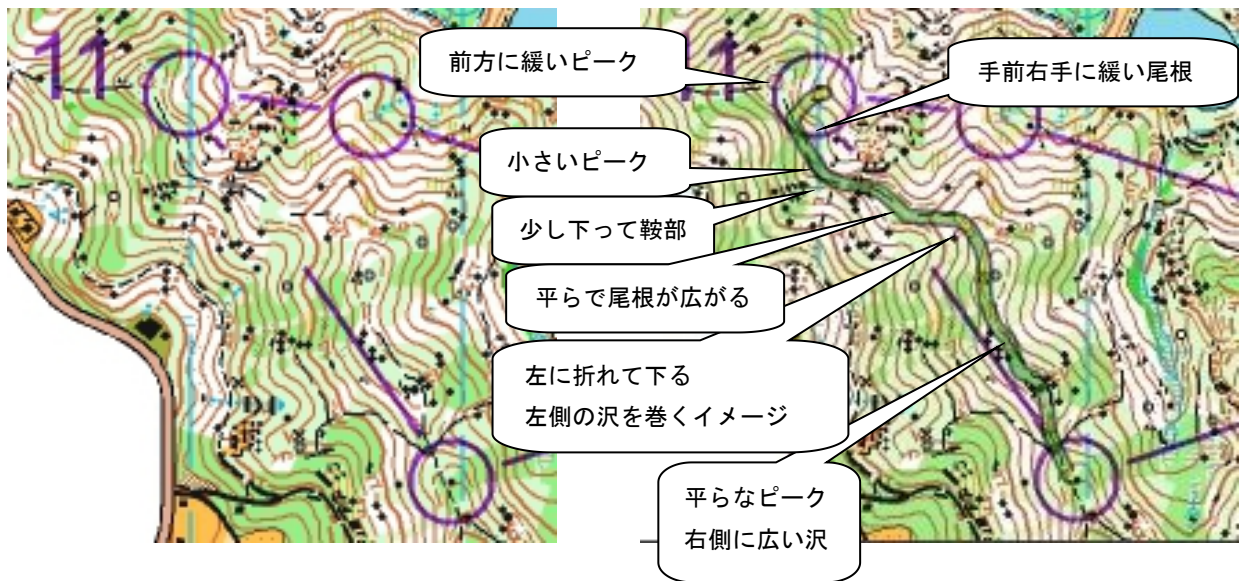 11
前方に緩いピーク
手前右手に緩い尾根
小さいピーク
少し下って鞍部
平らで尾根が広がる
左に折れて下る
左側の沢を巻くイメージ
平らなピーク
右側に広い沢